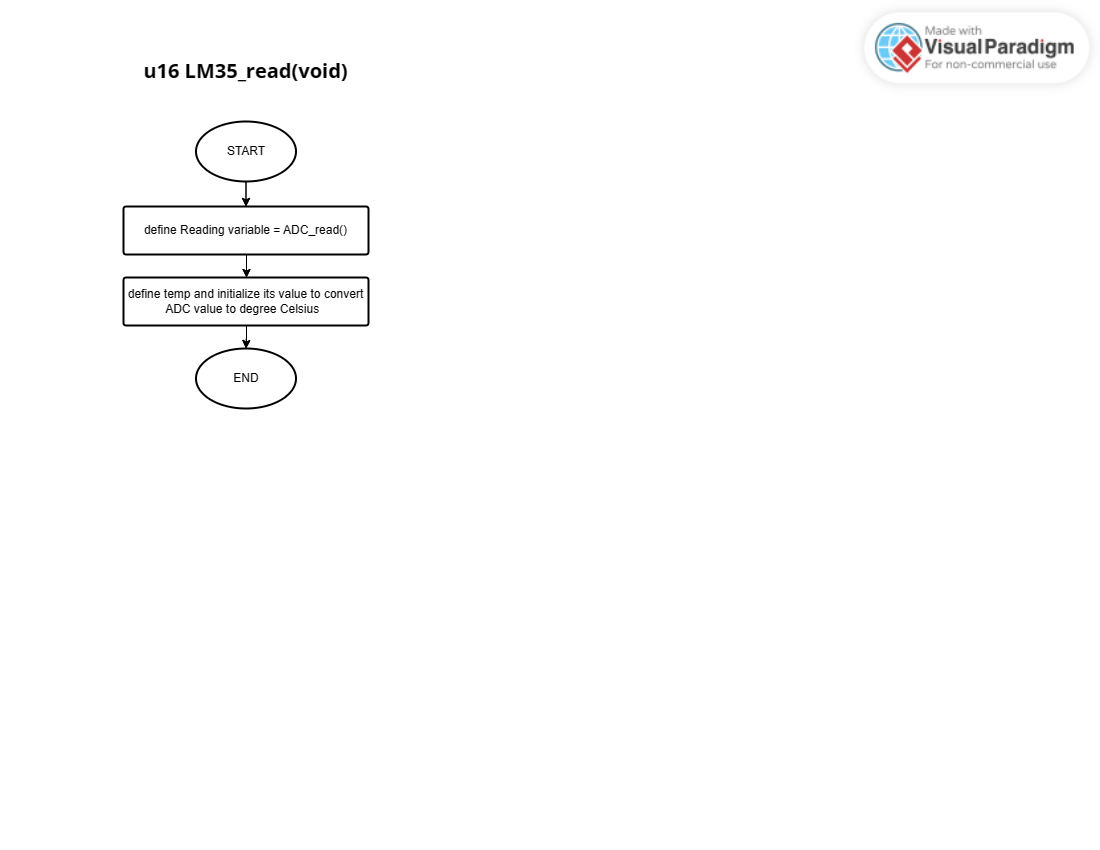 Made with
Visual Paradigm
For non-commercial use
u16 LM35_read(void)
START
define Reading variable = ADC_read()
define temp and initialize its value to convert
ADC value to degree Celsius
END